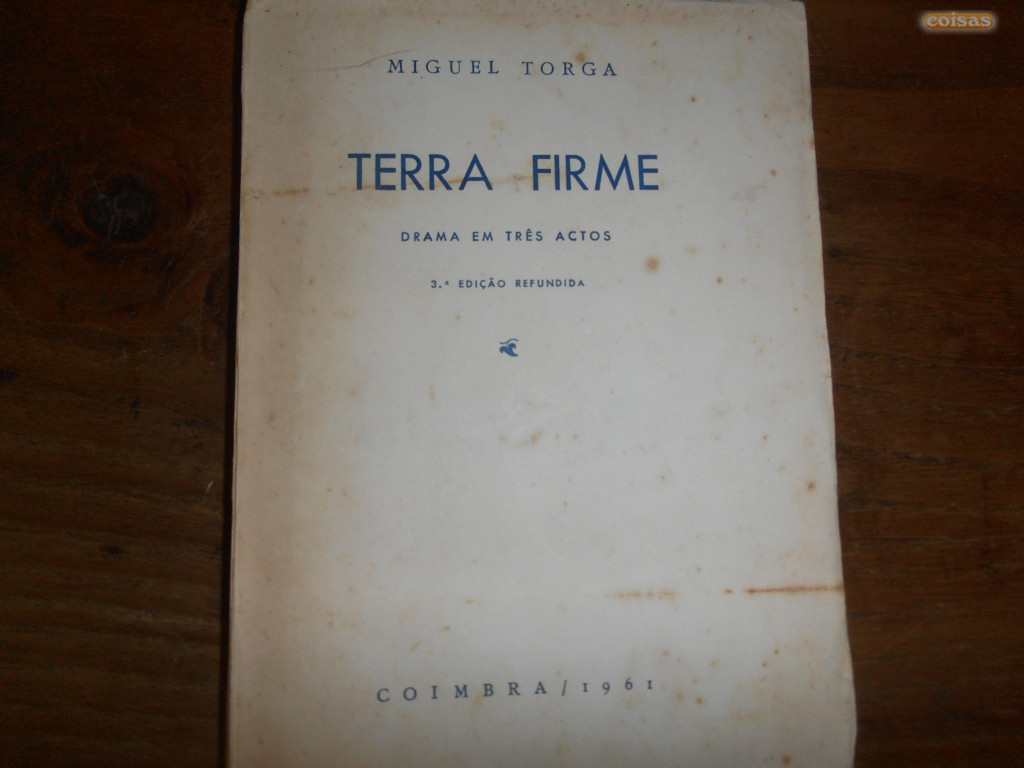 coisas
MIGUEL TORGA
TERRA FIRME
DRAMA EM TRÊS ACTOS
3.ª EDIÇÃO REFUNDIDA
COIMBRA / 1961